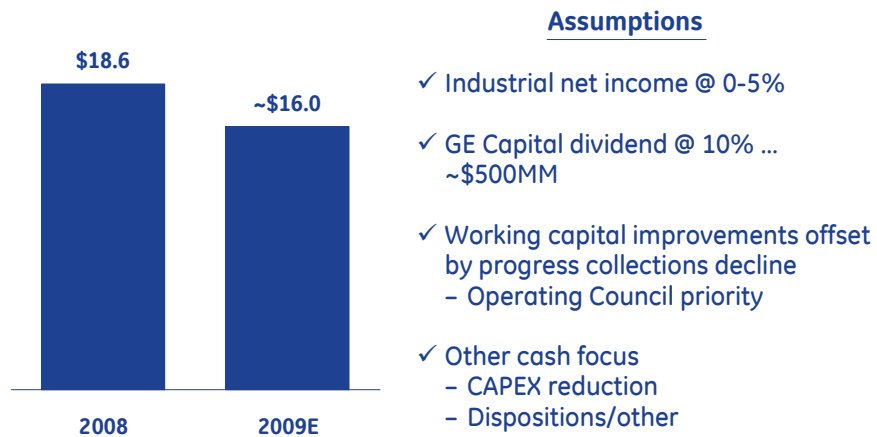 Assumptions
$18.6
~$16.0
2008
2009E
✓ Industrial net income @ 0-5%
✓ GE Capital dividend @ 10% ...
~$500MM
✓ Working capital improvements offset
by progress collections decline
– Operating Council priority
✓ Other cash focus
– CAPEX reduction
– Dispositions/other